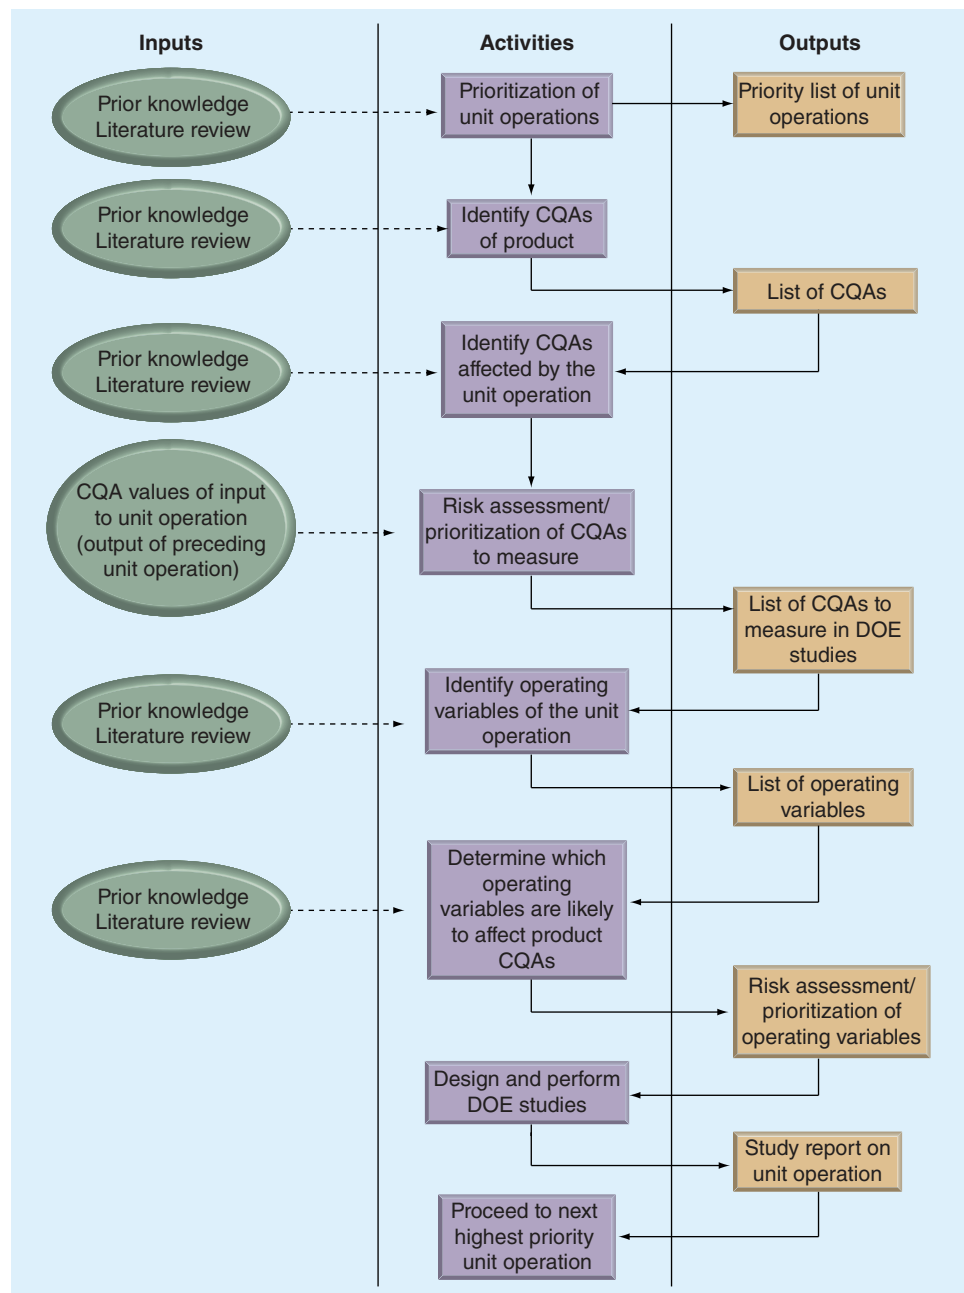 Inputs
Activities
Outputs
Prior knowledge
Literature review
Prioritization of
unit operations
Priority list of unit
operations
Prior knowledge
Literature review
Identify CQAs
of product
List of CQAs
Prior knowledge
Literature review
Identify CQAs
affected by the
unit operation
CQA values of input
to unit operation
(output of preceding
unit operation)
Risk assessment/
prioritization of CQAs
to measure
List of CQAs to
measure in DOE
studies
Prior knowledge
Literature review
Identify operating
variables of the unit
operation
List of operating
variables
Prior knowledge
Literature review
Determine which
operating
variables are likely
to affect product
CQAs
Risk assessment/
prioritization of
operating variables
Design and perform
DOE studies
Study report on
unit operation
Proceed to next
highest priority
unit operation